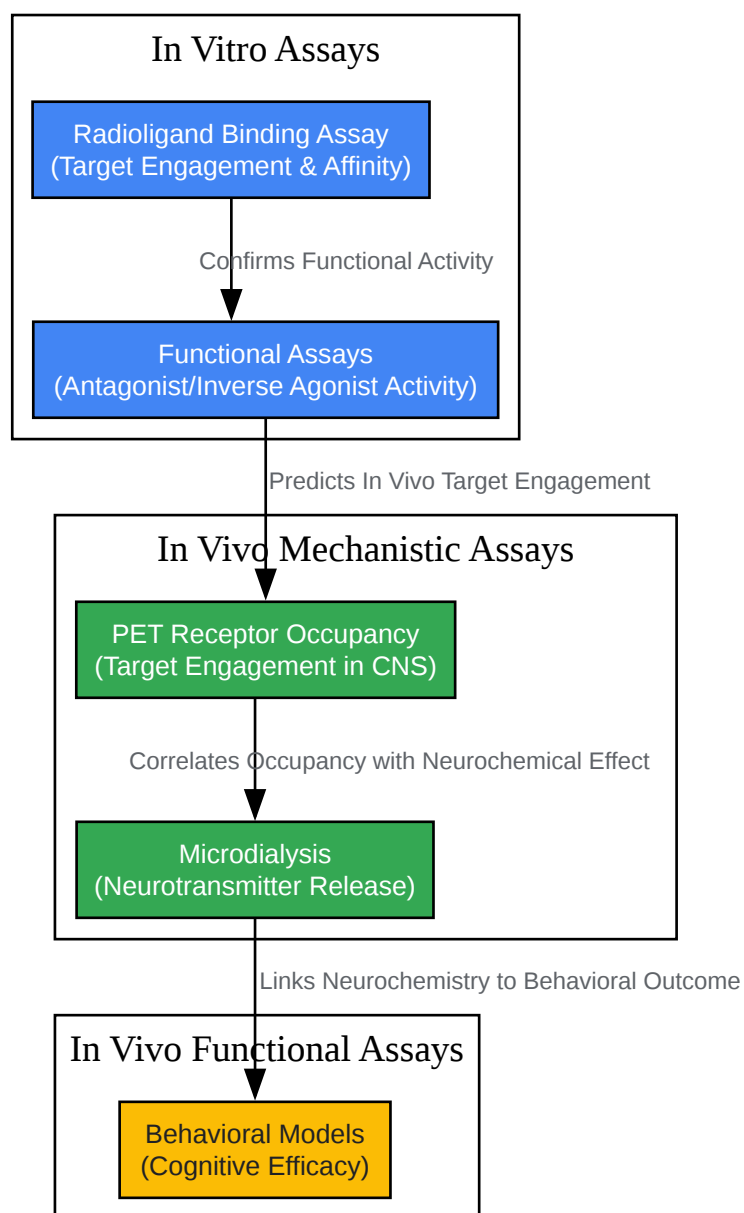 In Vitro Assays
Radioligand Binding Assay
(Target Engagement & Affinity)
Confirms Functional Activity
Functional Assays
(Antagonist/Inverse Agonist Activity)
Predicts In Vivo Target Engagement
In Vivo Mechanistic Assays
PET Receptor Occupancy
(Target Engagement in CNS)
Correlates Occupancy with Neurochemical Effect
Microdialysis
(Neurotransmitter Release)
Links Neurochemistry to Behavioral Outcome
In Vivo Functional Assays
Behavioral Models
(Cognitive Efficacy)